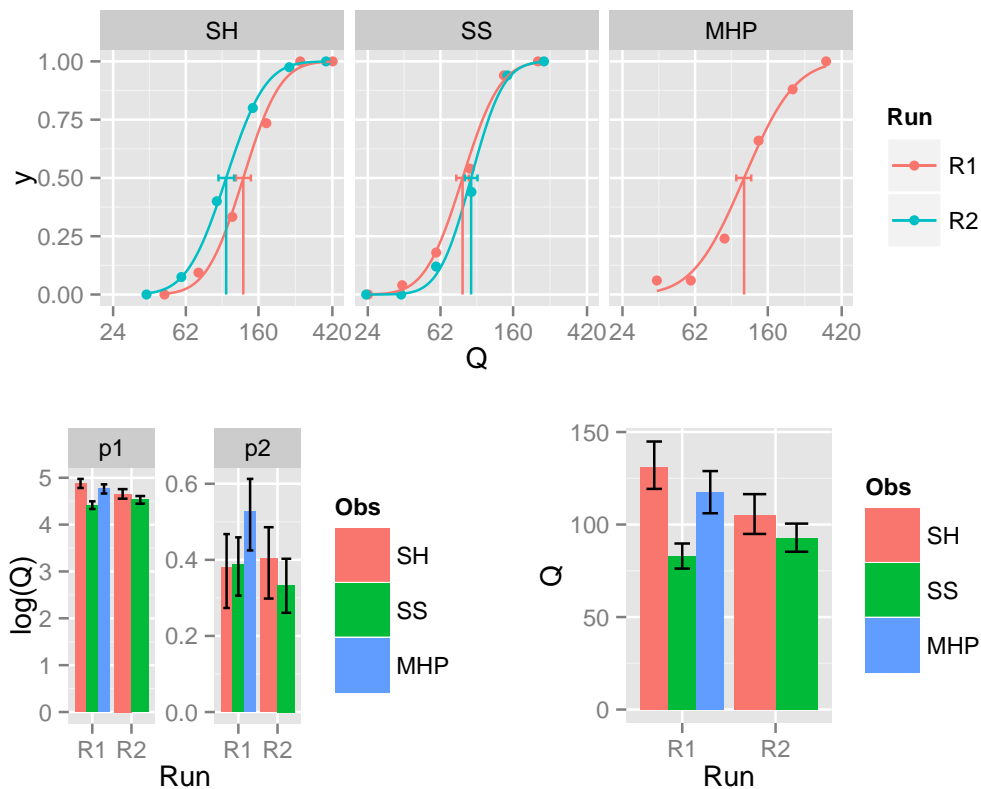 SH SS MHP
1.00
0.75
0.50
0.25
0.00
y
24 62 160 420 24 62 160 420 24 62 160 420
Q
Run
R1
R2
p1 p2
5
4
3
2
1
0
log(Q)
0.6
0.4
0.2
0.0
R1 R2 R1 R2
Run
Obs
SH
SS
MHP
150
100
50
0
Q
R1 R2
Run
Obs
SH
SS
MHP